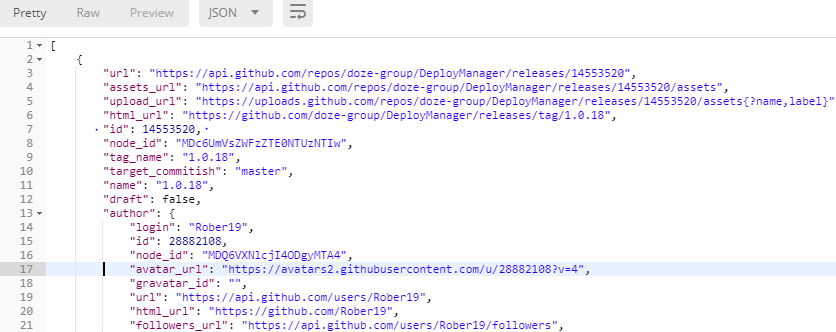 Pretty Raw Preview JSON
1 [
2 {
3 "url": "https://api.github.com/repos/doze-group/DeployManager/releases/14553520",
4 "assets_url": "https://api.github.com/repos/doze-group/DeployManager/releases/14553520/assets",
5 "upload_url": "https://uploads.github.com/repos/doze-group/DeployManager/releases/14553520/assets{?name,label}"
6 "html_url": "https://github.com/doze-group/DeployManager/releases/tag/1.0.18",
7 "id": 14553520,
8 "node_id": "MDc6UmVsZWFzZTE0NTUzNTIw",
9 "tag_name": "1.0.18",
10 "target_commitish": "master",
11 "name": "1.0.18",
12 "draft": false,
13 "author": {
14 "login": "Rober19",
15 "id": 28882108,
16 "node_id": "MDQ6VXNlcjI4ODgyMTA4",
17 "avatar_url": "https://avatars2.githubusercontent.com/u/28882108?v=4",
18 "gravatar_id": "",
19 "url": "https://api.github.com/users/Rober19",
20 "html_url": "https://github.com/Rober19",
21 "followers_url": "https://api.github.com/users/Rober19/followers",